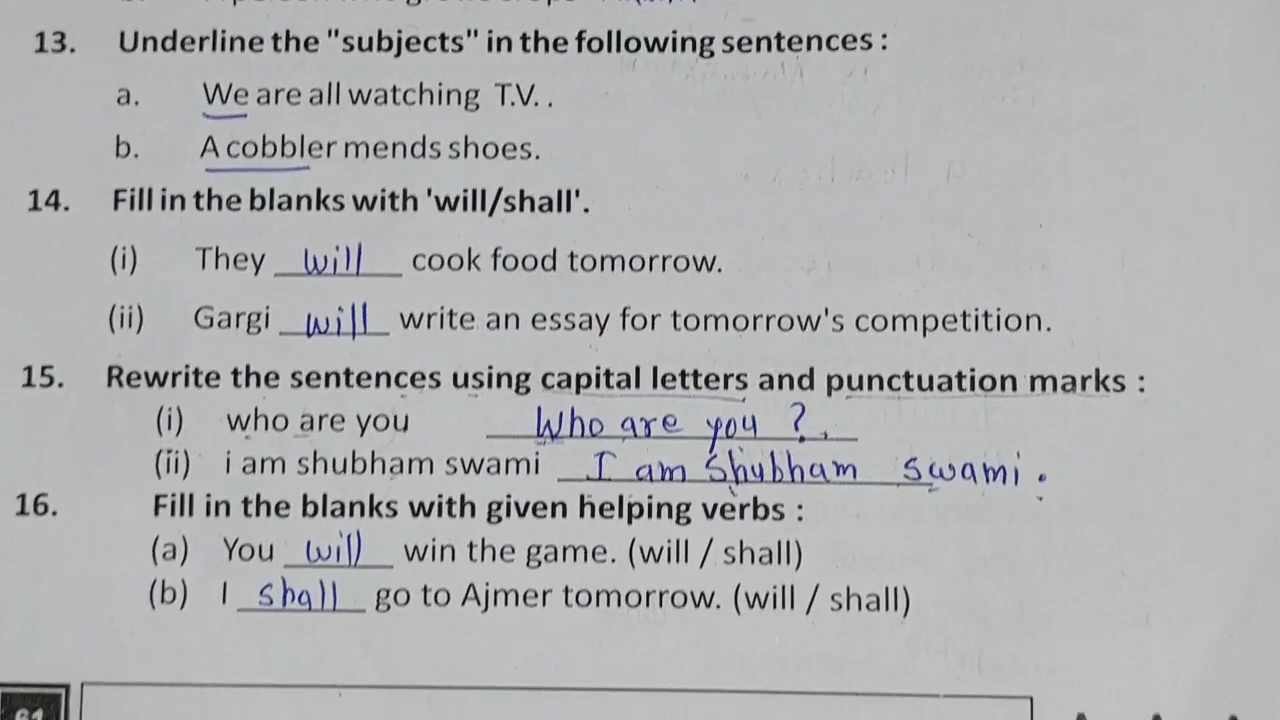 13. Underline the "subjects" in the following sentences :
a. We are all watching T.V. .
b. A cobbler mends shoes.
14. Fill in the blanks with 'will/shall'.
(i) They will cook food tomorrow.
(ii) Gargi will write an essay for tomorrow's competition.
15. Rewrite the sentences using capital letters and punctuation marks :
(i) who are you Who are you ?
(ii) i am shubham swami I am Shubham Swami .
16. Fill in the blanks with given helping verbs :
(a) You will win the game. (will / shall)
(b) I shall go to Ajmer tomorrow. (will / shall)